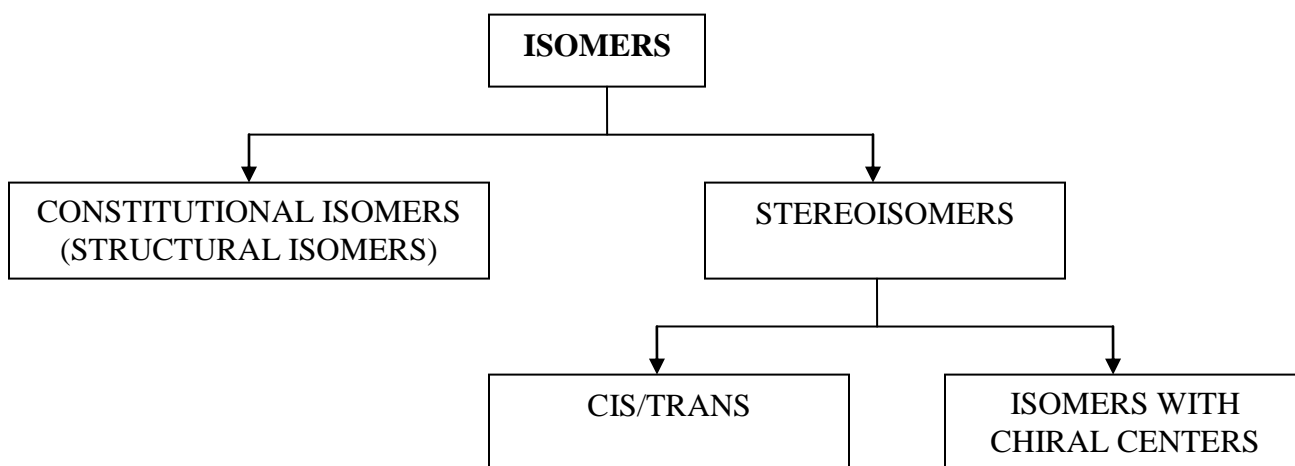 ISOMERS
CONSTITUTIONAL ISOMERS
(STRUCTURAL ISOMERS)
STEREOISOMERS
CIS/TRANS
ISOMERS WITH
CHIRAL CENTERS